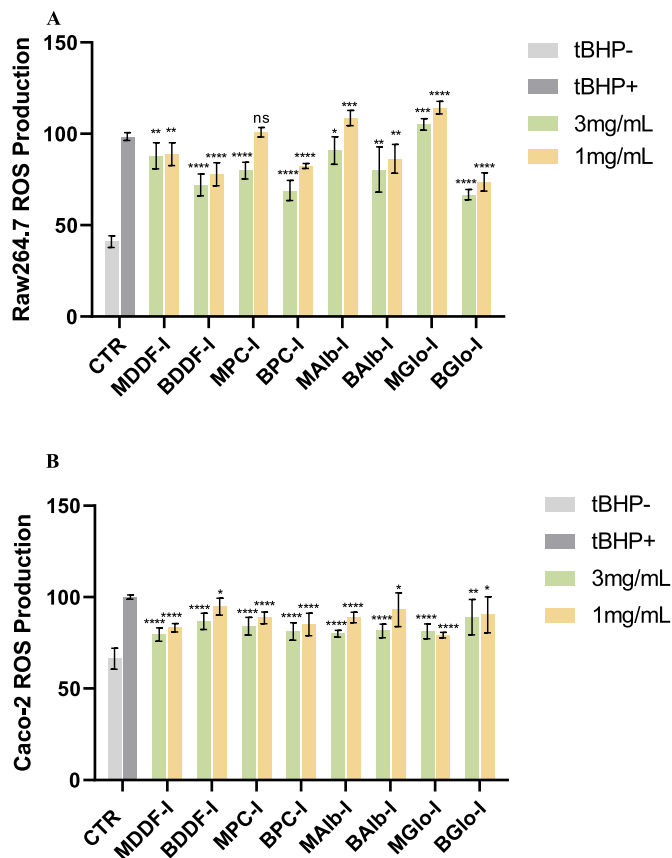 A
Raw264.7 ROS Production
150
100
50
0
** ** **** **** **** ns **** **** * *** ** ** *** **** **** ****
CTR MDDF-I BDDF-I MPC-I BPC-I MAlb-I BAlb-I MGlo-I BGlo-I
tBHP-
tBHP+
3mg/mL
1mg/mL
B
Caco-2 ROS Production
150
100
50
0
**** **** **** * **** **** **** **** **** **** **** * **** **** ** *
CTR MDDF-I BDDF-I MPC-I BPC-I MAlb-I BAlb-I MGlo-I BGlo-I
tBHP-
tBHP+
3mg/mL
1mg/mL